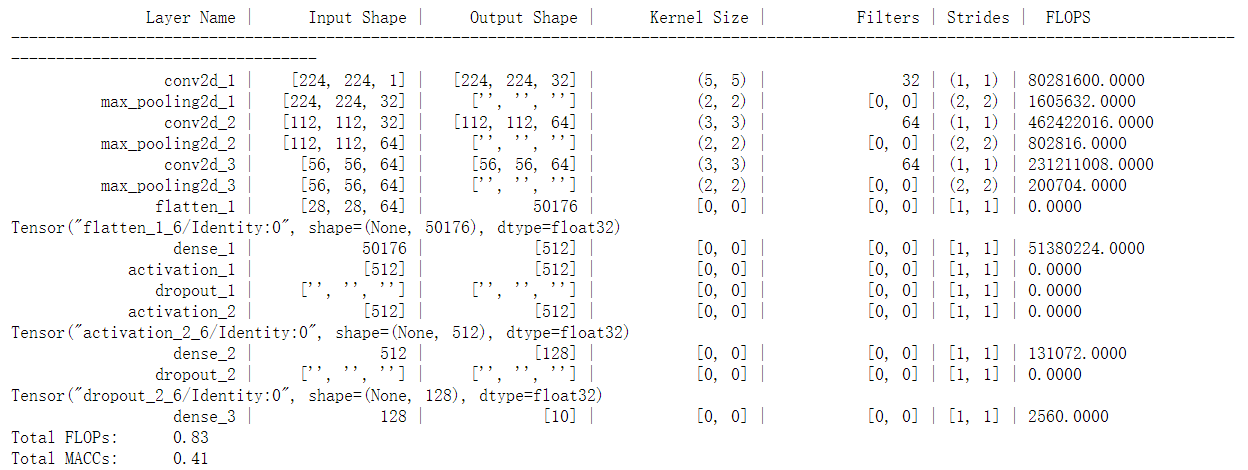 Layer Name | Input Shape | Output Shape | Kernel Size | Filters | Strides | FLOPS
----------------------------------------------------------------------------------------------------------------------------------------
----------------------------------
conv2d_1 | [224, 224, 1] | [224, 224, 32] | (5, 5) | 32 | (1, 1) | 80281600.0000
max_pooling2d_1 | [224, 224, 32] | ['', '', ''] | (2, 2) | [0, 0] | (2, 2) | 1605632.0000
conv2d_2 | [112, 112, 32] | [112, 112, 64] | (3, 3) | 64 | (1, 1) | 462422016.0000
max_pooling2d_2 | [112, 112, 64] | ['', '', ''] | (2, 2) | [0, 0] | (2, 2) | 802816.0000
conv2d_3 | [56, 56, 64] | [56, 56, 64] | (3, 3) | 64 | (1, 1) | 231211008.0000
max_pooling2d_3 | [56, 56, 64] | ['', '', ''] | (2, 2) | [0, 0] | (2, 2) | 200704.0000
flatten_1 | [28, 28, 64] | 50176 | [0, 0] | [0, 0] | [1, 1] | 0.0000
Tensor("flatten_1_6/Identity:0", shape=(None, 50176), dtype=float32)
dense_1 | 50176 | [512] | [0, 0] | [0, 0] | [1, 1] | 51380224.0000
activation_1 | [512] | [512] | [0, 0] | [0, 0] | [1, 1] | 0.0000
dropout_1 | ['', '', ''] | ['', '', ''] | [0, 0] | [0, 0] | [1, 1] | 0.0000
activation_2 | [512] | [512] | [0, 0] | [0, 0] | [1, 1] | 0.0000
Tensor("activation_2_6/Identity:0", shape=(None, 512), dtype=float32)
dense_2 | 512 | [128] | [0, 0] | [0, 0] | [1, 1] | 131072.0000
dropout_2 | ['', '', ''] | ['', '', ''] | [0, 0] | [0, 0] | [1, 1] | 0.0000
Tensor("dropout_2_6/Identity:0", shape=(None, 128), dtype=float32)
dense_3 | 128 | [10] | [0, 0] | [0, 0] | [1, 1] | 2560.0000
Total FLOPs: 0.83
Total MACCs: 0.41